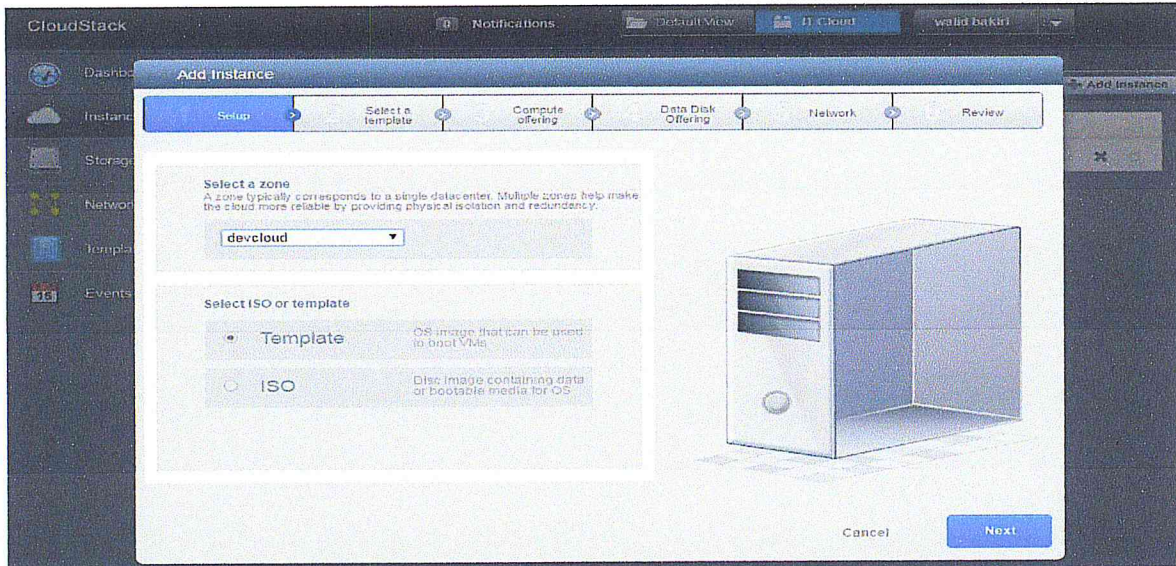 CloudStack
0 Notifications
Default View
IT Cloud
walid bakiri
Dashbo
Add Instance
Add Instance
Setup
Select a template
Compute offering
Data Disk Offering
Network
Review
Instanc
Storage
Networ
Templa
15 Events
Select a zone
A zone typically corresponds to a single datacenter. Multiple zones help make
the cloud more reliable by providing physical isolation and redundancy.
devcloud
Select ISO or template
Template
OS image that can be used
to boot VMs
ISO
Disc image containing data
or bootable media for OS
Cancel
Next